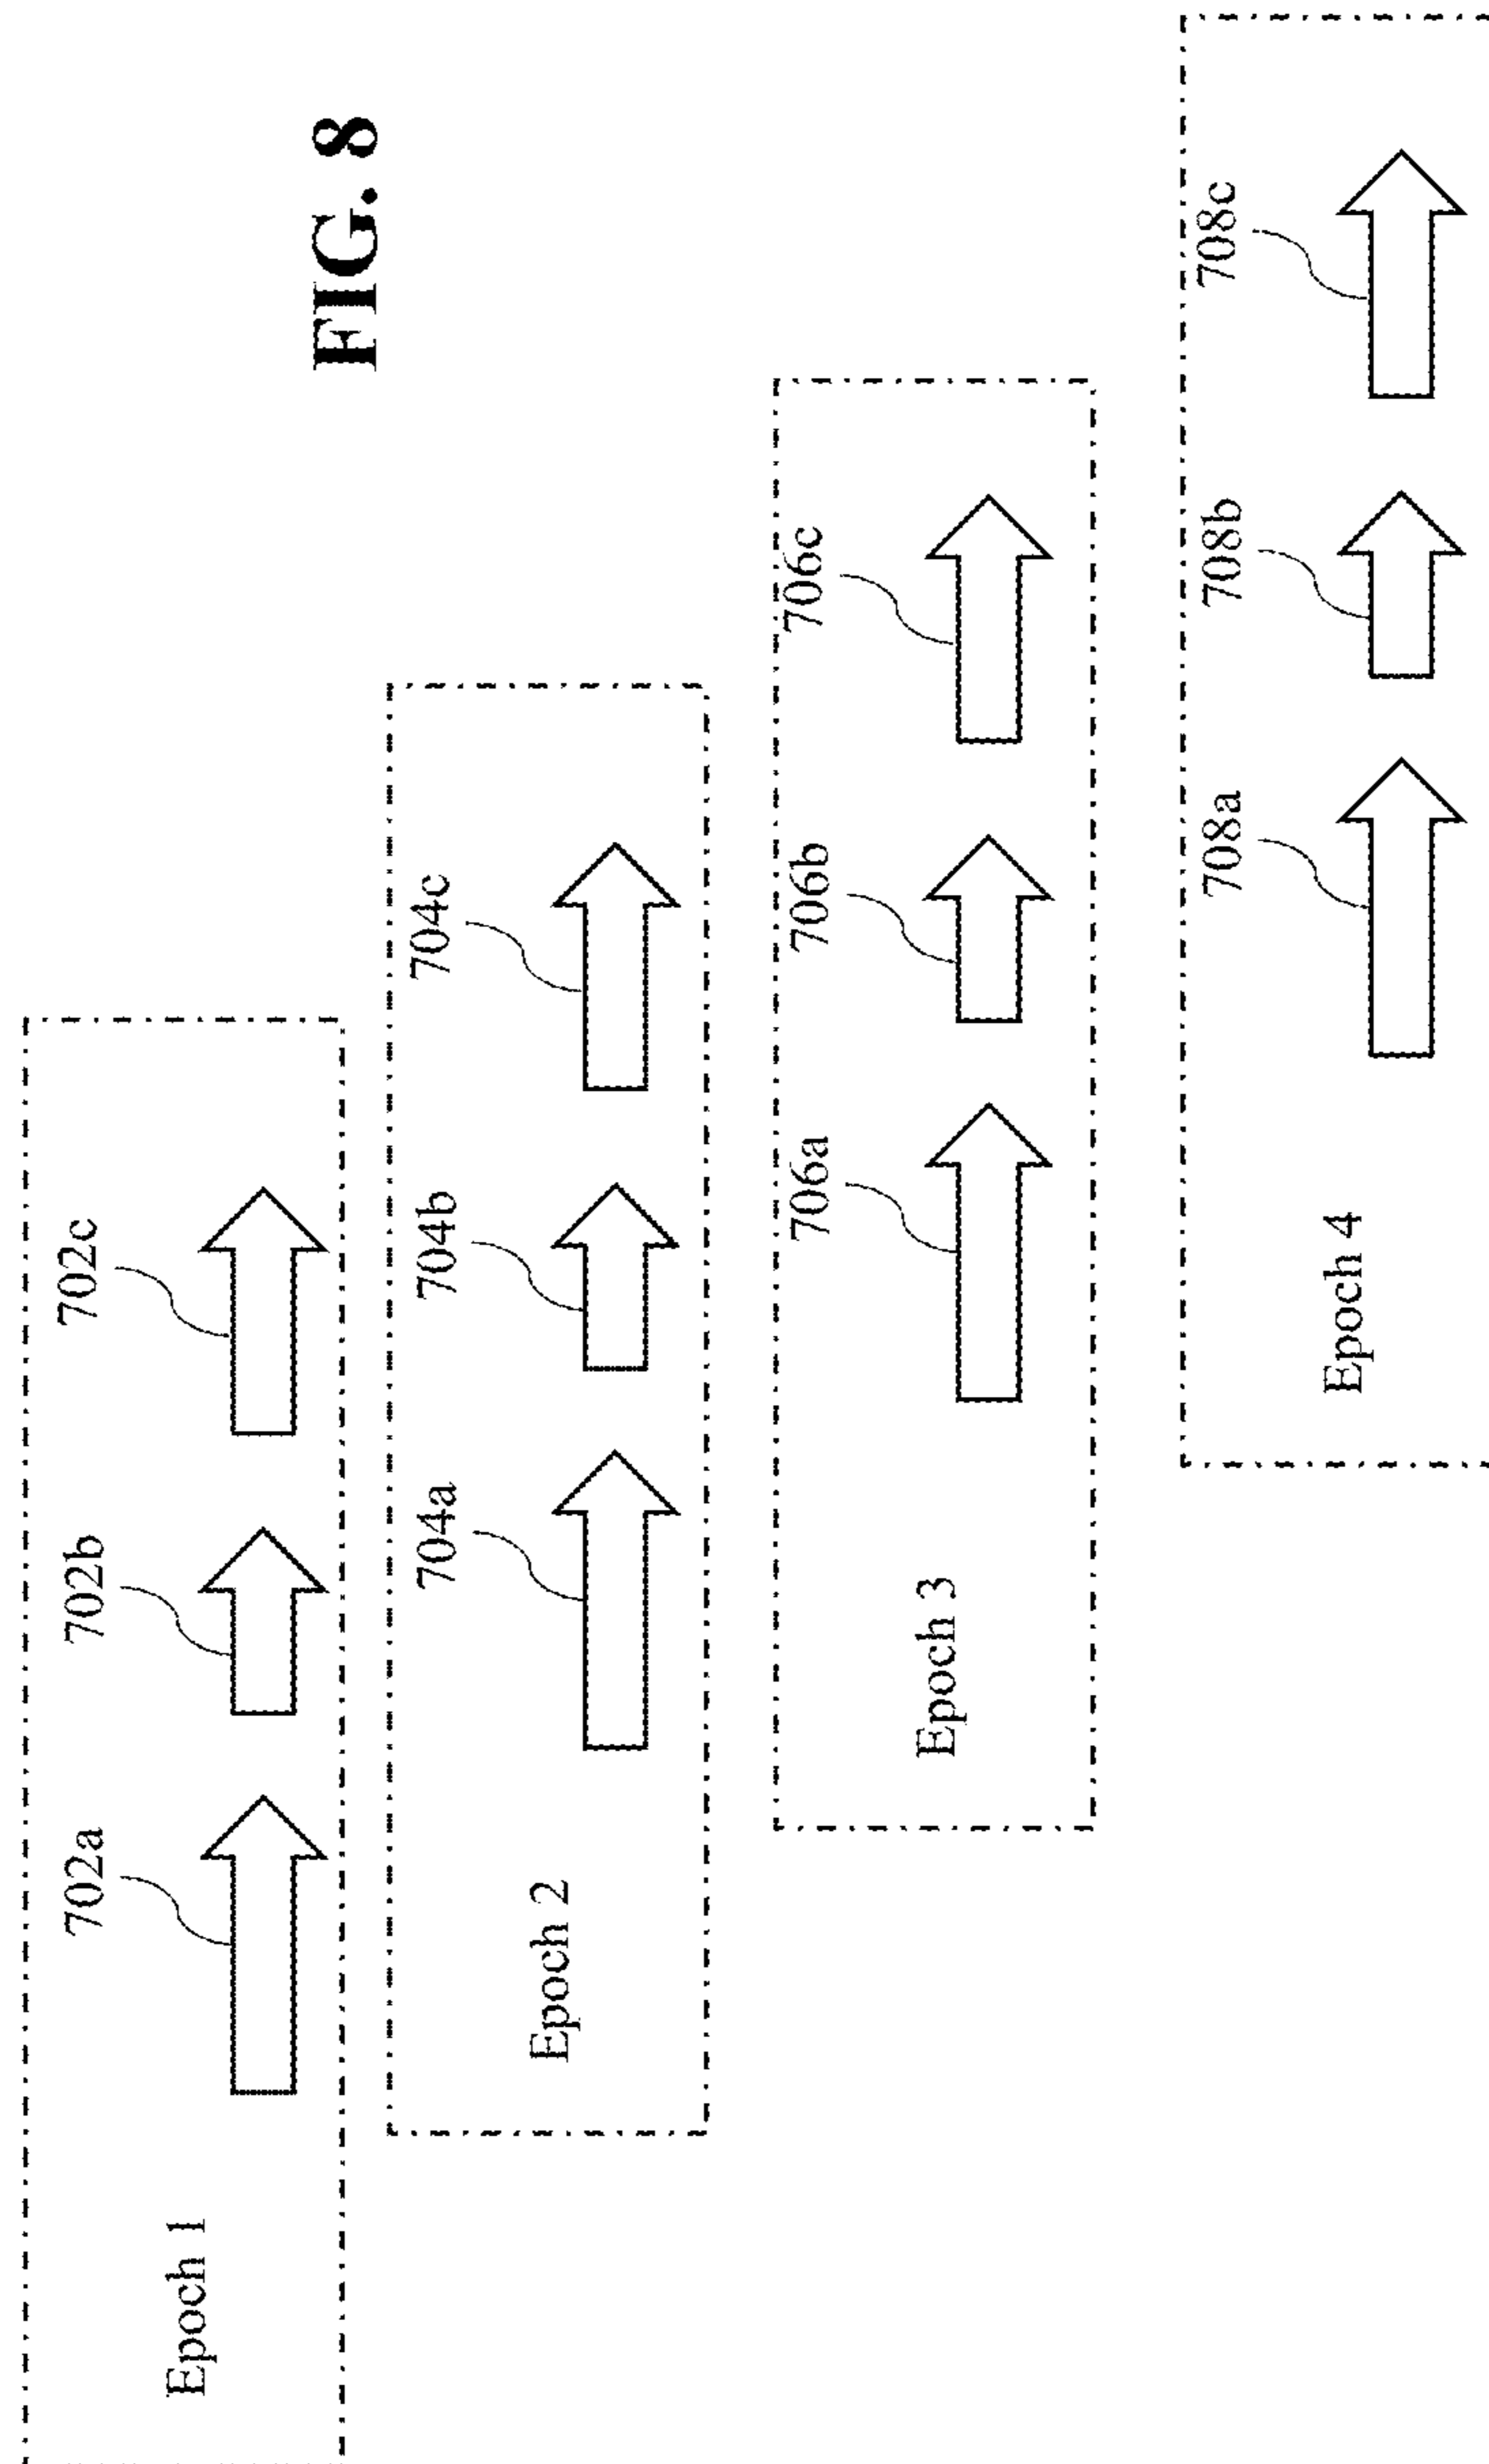 FIG. 8
Epoch 1
702a
702b
702c
Epoch 2
704a
704b
704c
Epoch 3
706a
706b
706c
Epoch 4
708a
708b
708c